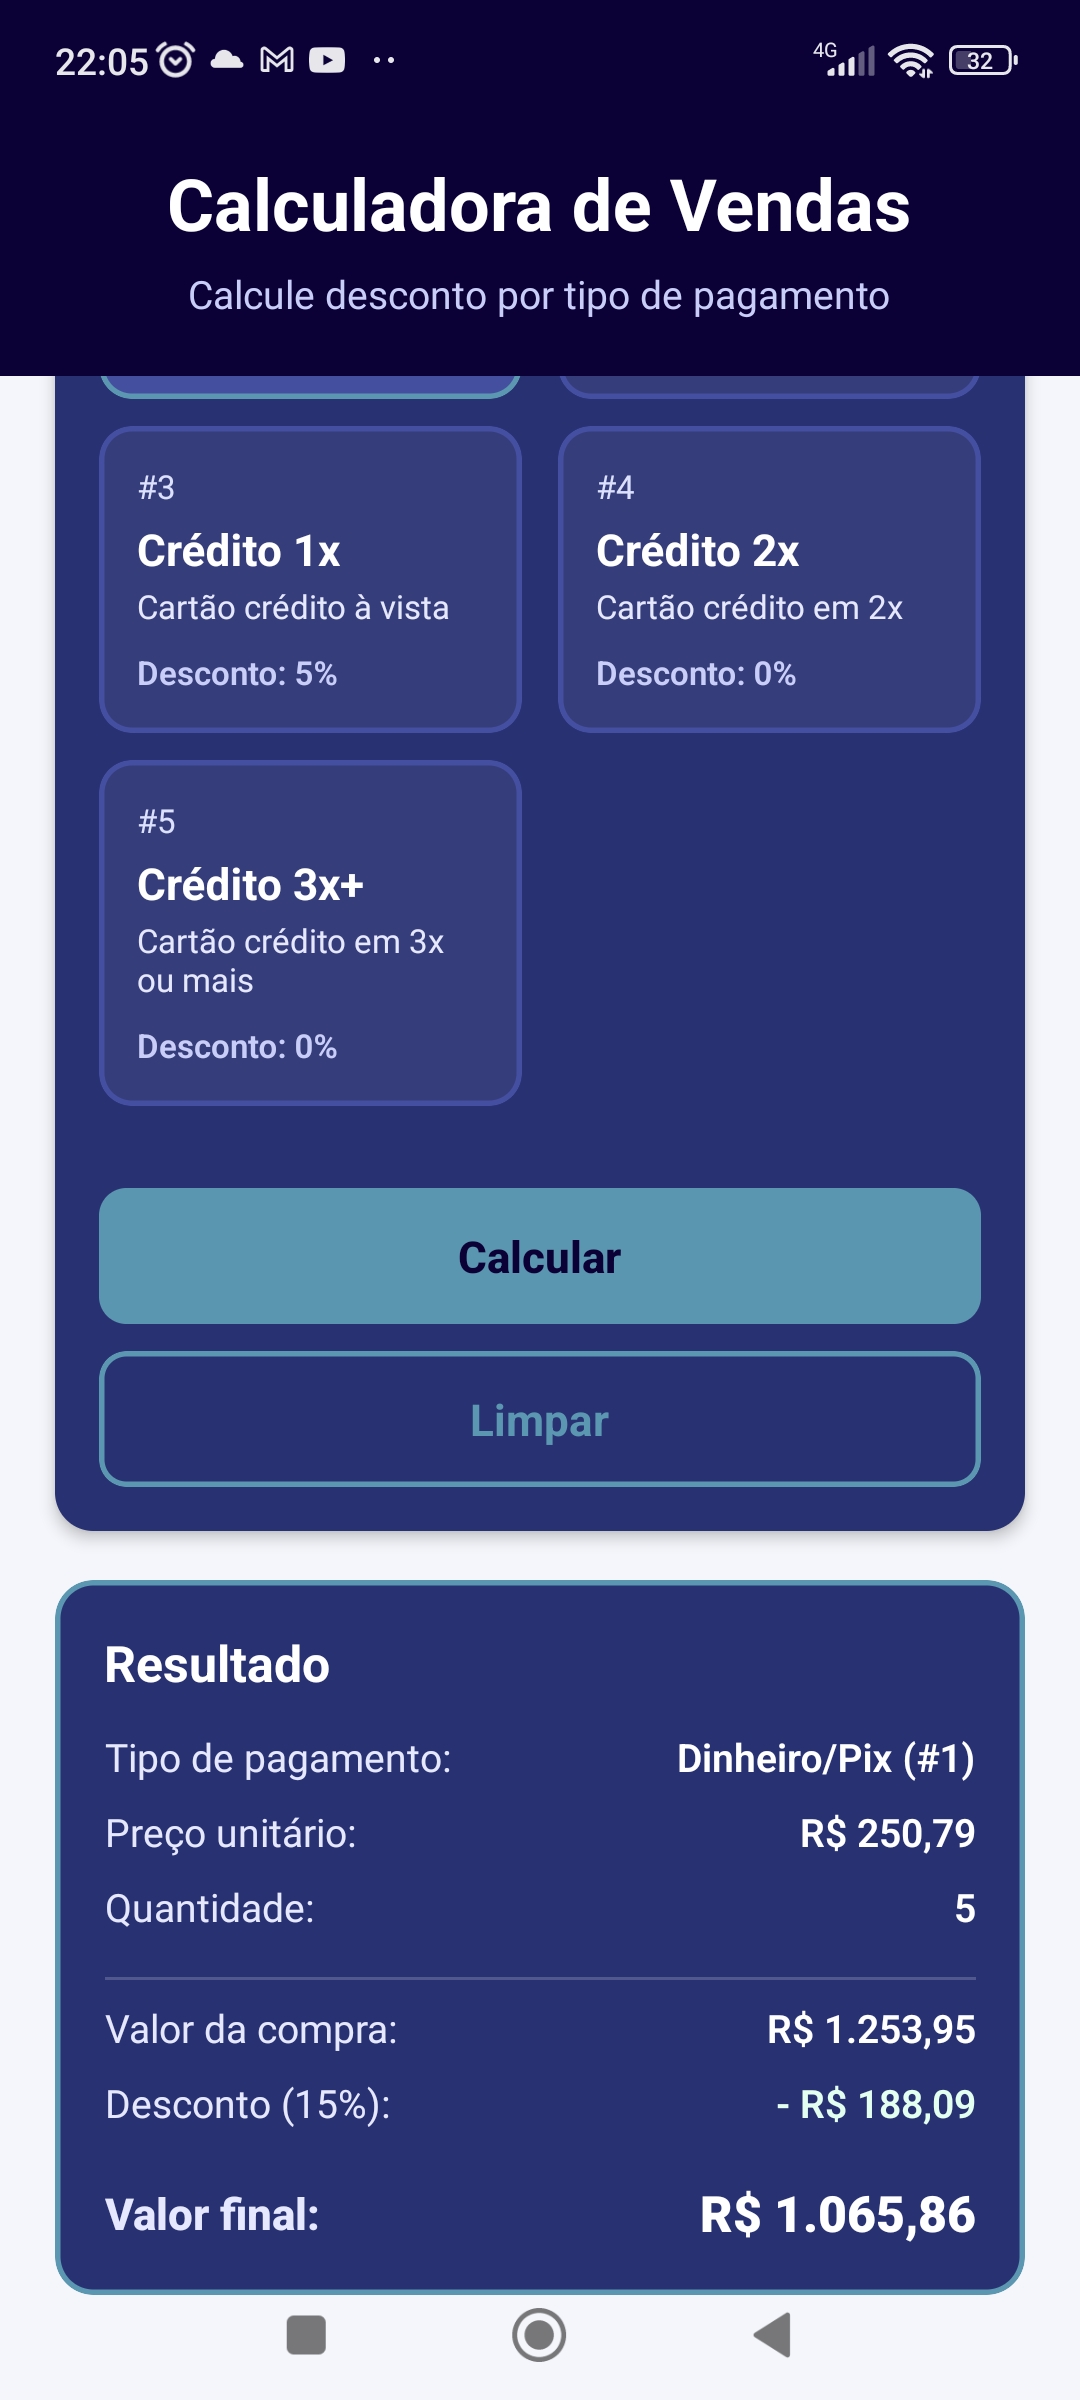 22:05
4G
32
Calculadora de Vendas
Calcule desconto por tipo de pagamento
#3
Crédito 1x
Cartão crédito à vista
Desconto: 5%
#4
Crédito 2x
Cartão crédito em 2x
Desconto: 0%
#5
Crédito 3x+
Cartão crédito em 3x
ou mais
Desconto: 0%
Calcular
Limpar
Resultado
Tipo de pagamento: Dinheiro/Pix (#1)
Preço unitário: R$ 250,79
Quantidade: 5
Valor da compra: R$ 1.253,95
Desconto (15%): - R$ 188,09
Valor final: R$ 1.065,86